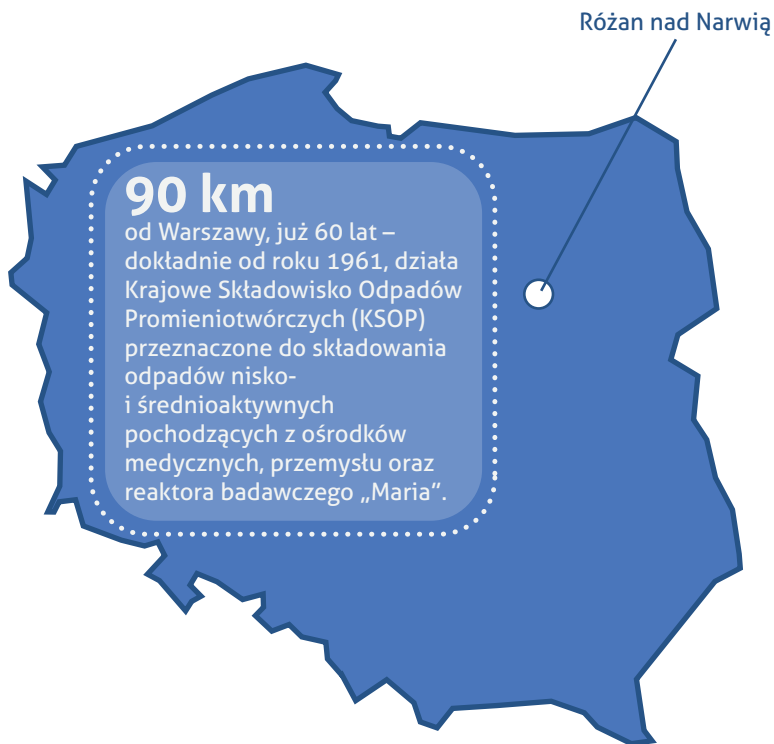 Różan nad Narwią
90 km
od Warszawy, już 60 lat –
dokładnie od roku 1961, działa
Krajowe Składowisko Odpadów
Promieniotwórczych (KSOP)
przeznaczone do składowania
odpadów nisko-
i średnioaktywnych
pochodzących z ośrodków
medycznych, przemysłu oraz
reaktora badawczego „Maria”.